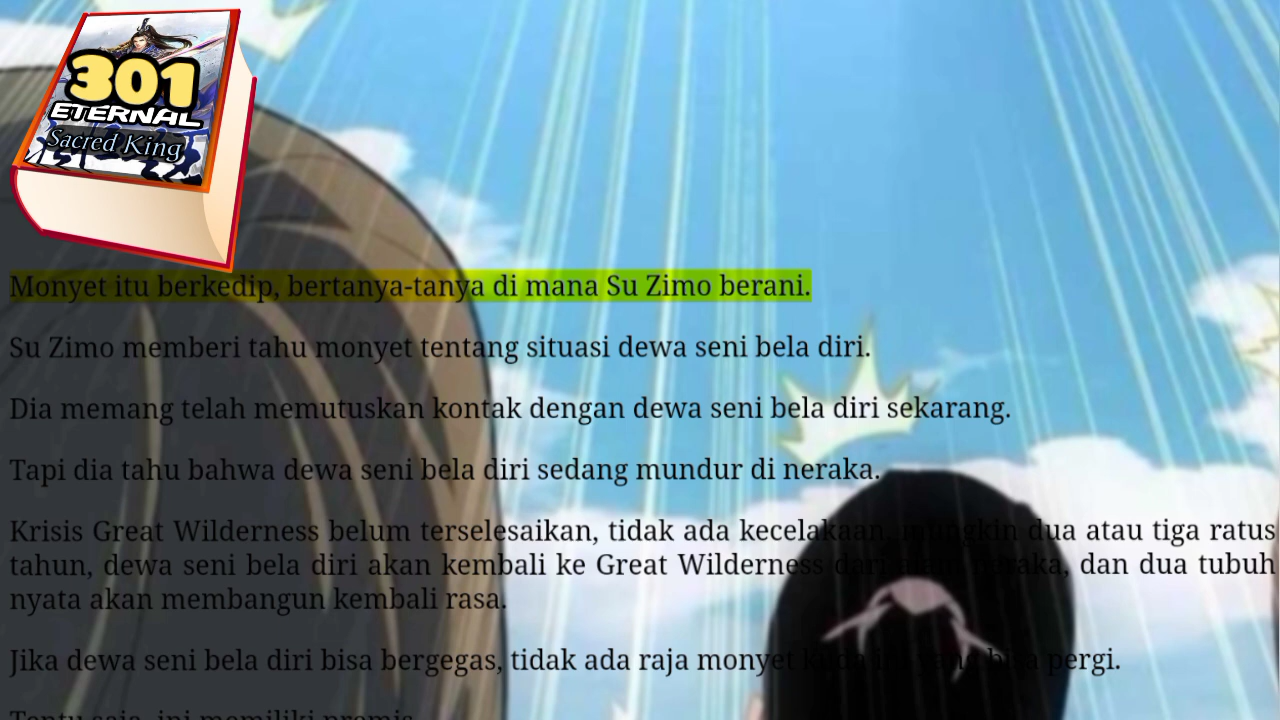 301
ETERNAL
Sacred King
Monyet itu berkedip, bertanya-tanya di mana Su Zimo berani.
Su Zimo memberi tahu monyet tentang situasi dewa seni bela diri.
Dia memang telah memutuskan kontak dengan dewa seni bela diri sekarang.
Tapi dia tahu bahwa dewa seni bela diri sedang mundur di neraka.
Krisis Great Wilderness belum terselesaikan, tidak ada kecelakaan, mungkin dua atau tiga ratus
tahun, dewa seni bela diri akan kembali ke Great Wilderness dari alam neraka, dan dua tubuh
nyata akan membangun kembali rasa.
Jika dewa seni bela diri bisa bergegas, tidak ada raja monyet yang bisa pergi.